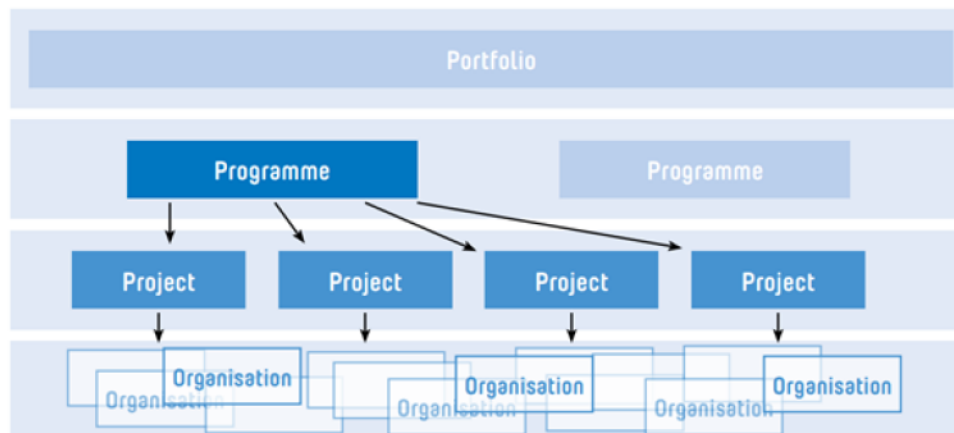 Portfolio
Programme
Programme
Project
Project
Project
Project
Organisation
Organisation
Organisation
Organisation
Organisation
Organisation